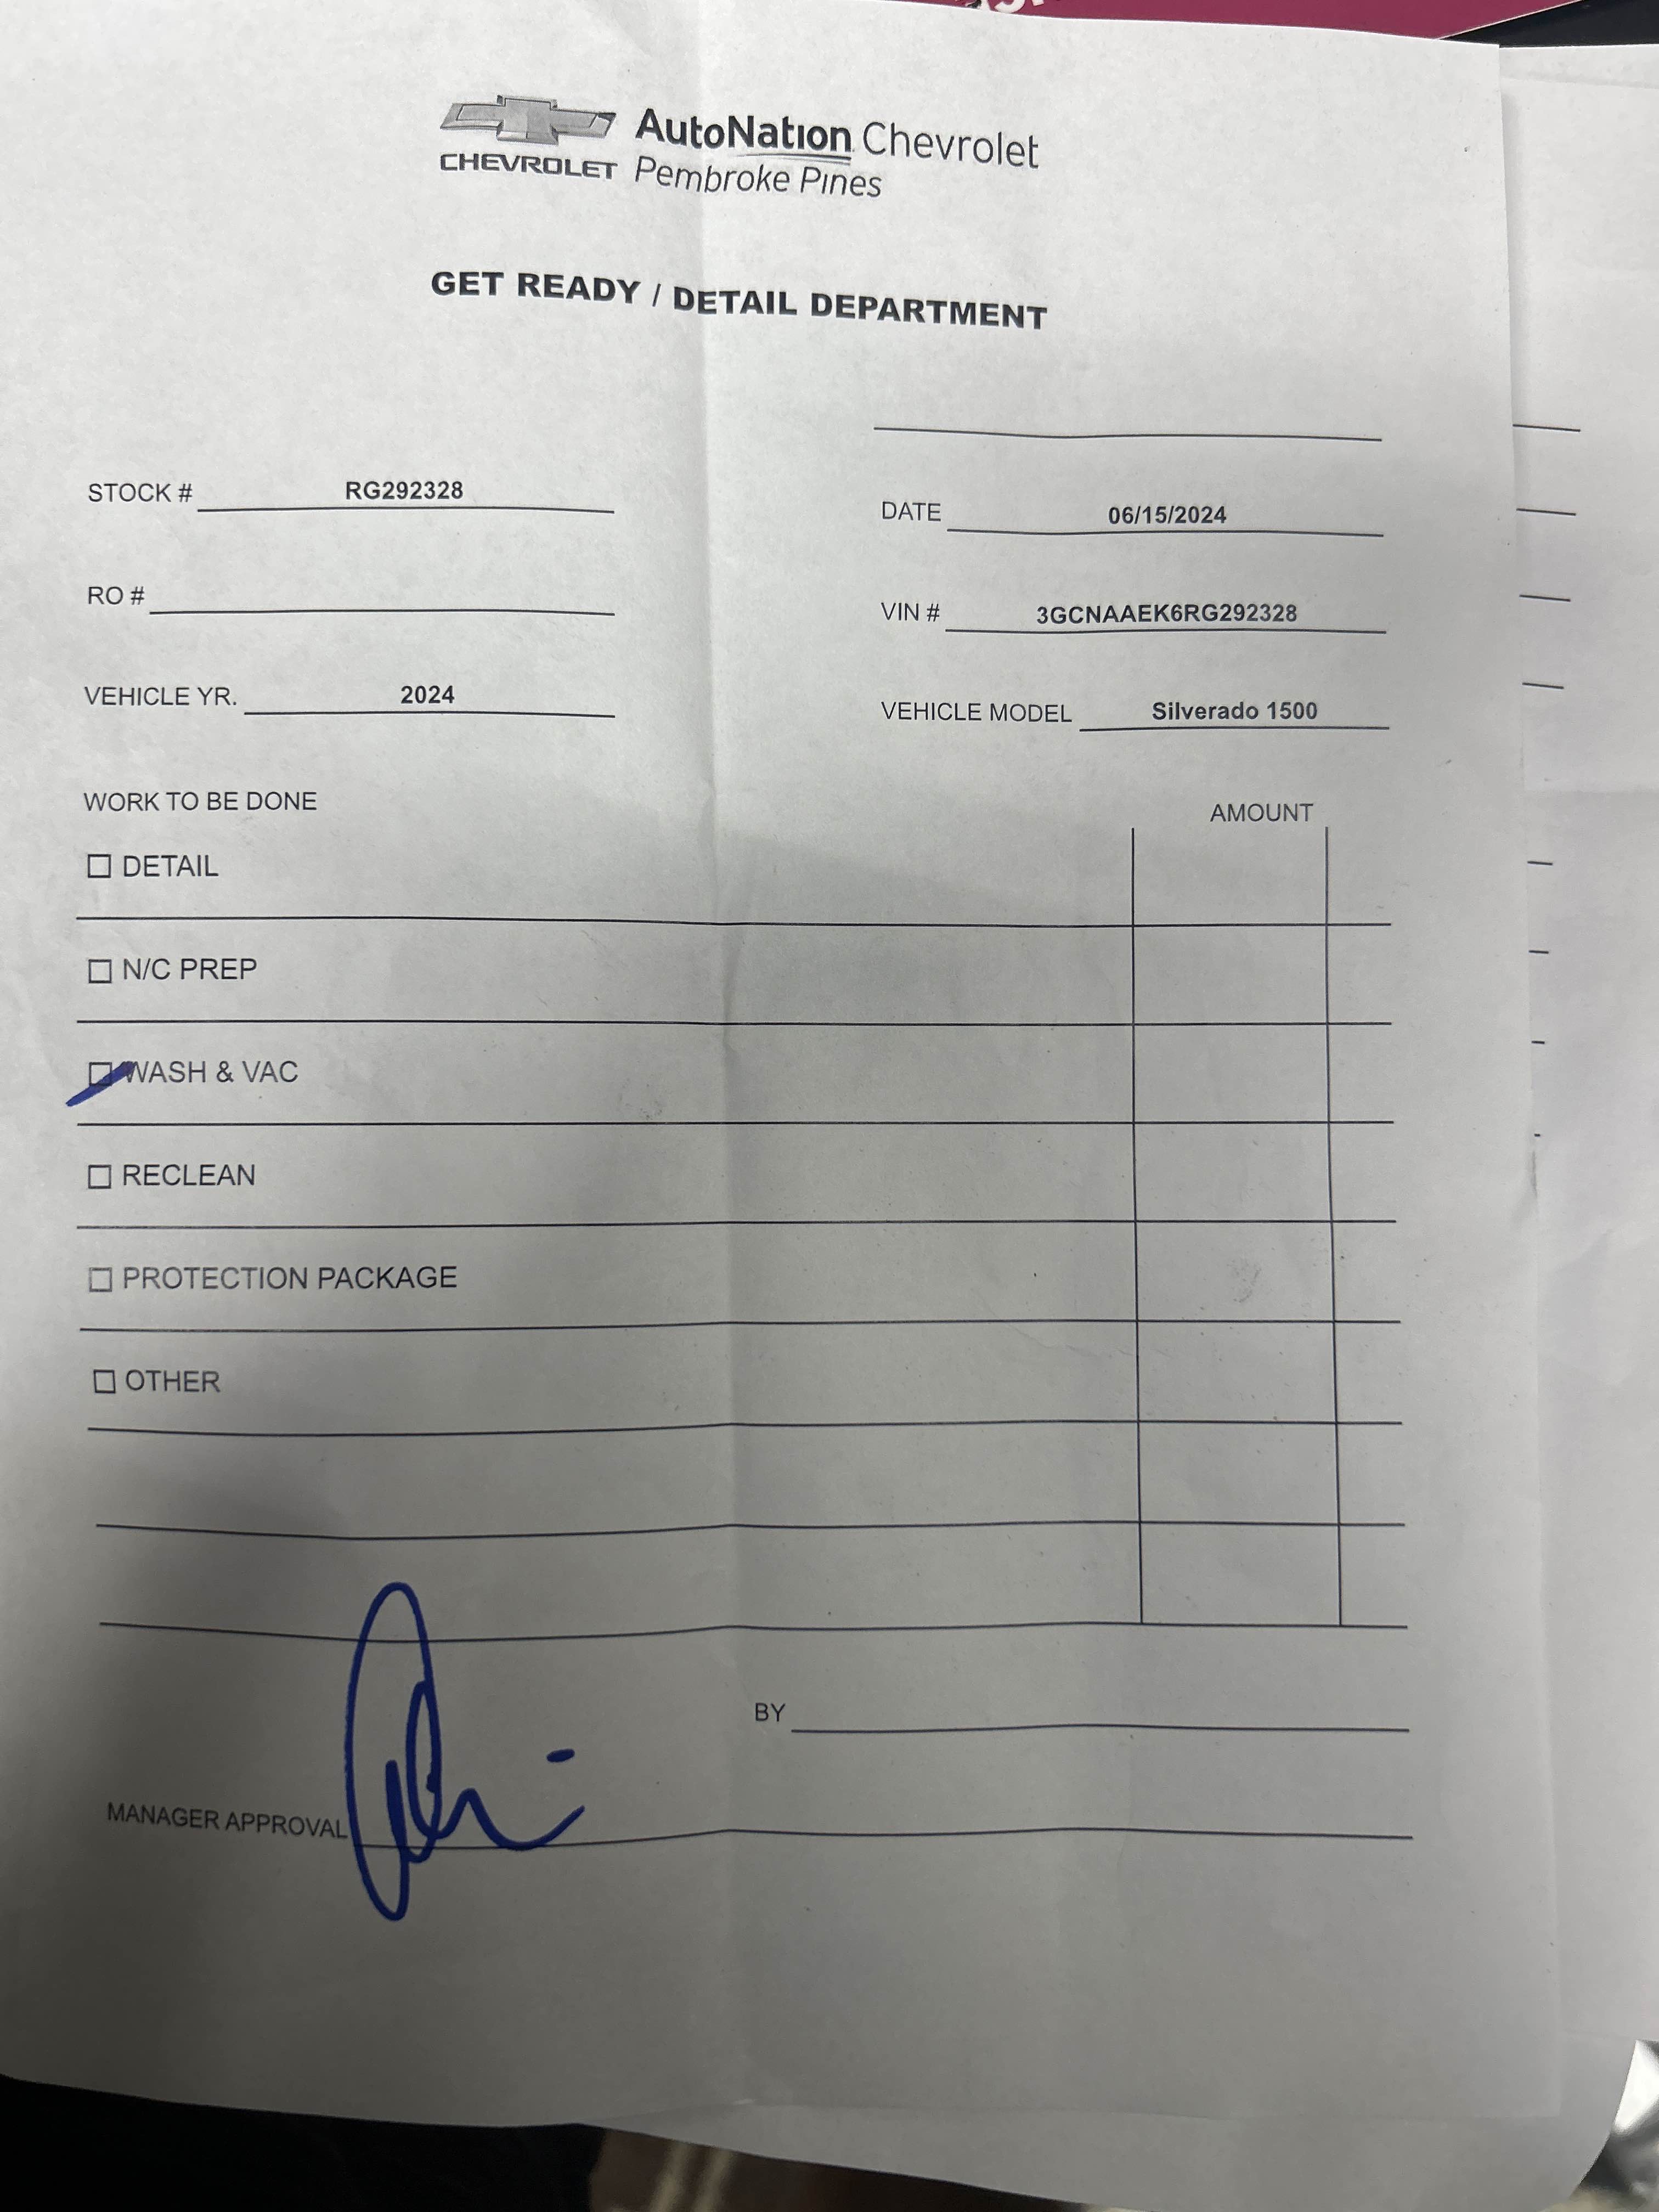 CHEVROLET
AutoNation Chevrolet
Pembroke Pines
GET READY / DETAIL DEPARTMENT
STOCK # RG292328
DATE 06/15/2024
RO #
VIN # 3GCNAAEK6RG292328
VEHICLE YR. 2024
VEHICLE MODEL Silverado 1500
WORK TO BE DONE
AMOUNT
DETAIL
N/C PREP
WASH & VAC
RECLEAN
PROTECTION PACKAGE
OTHER
BY
MANAGER APPROVAL